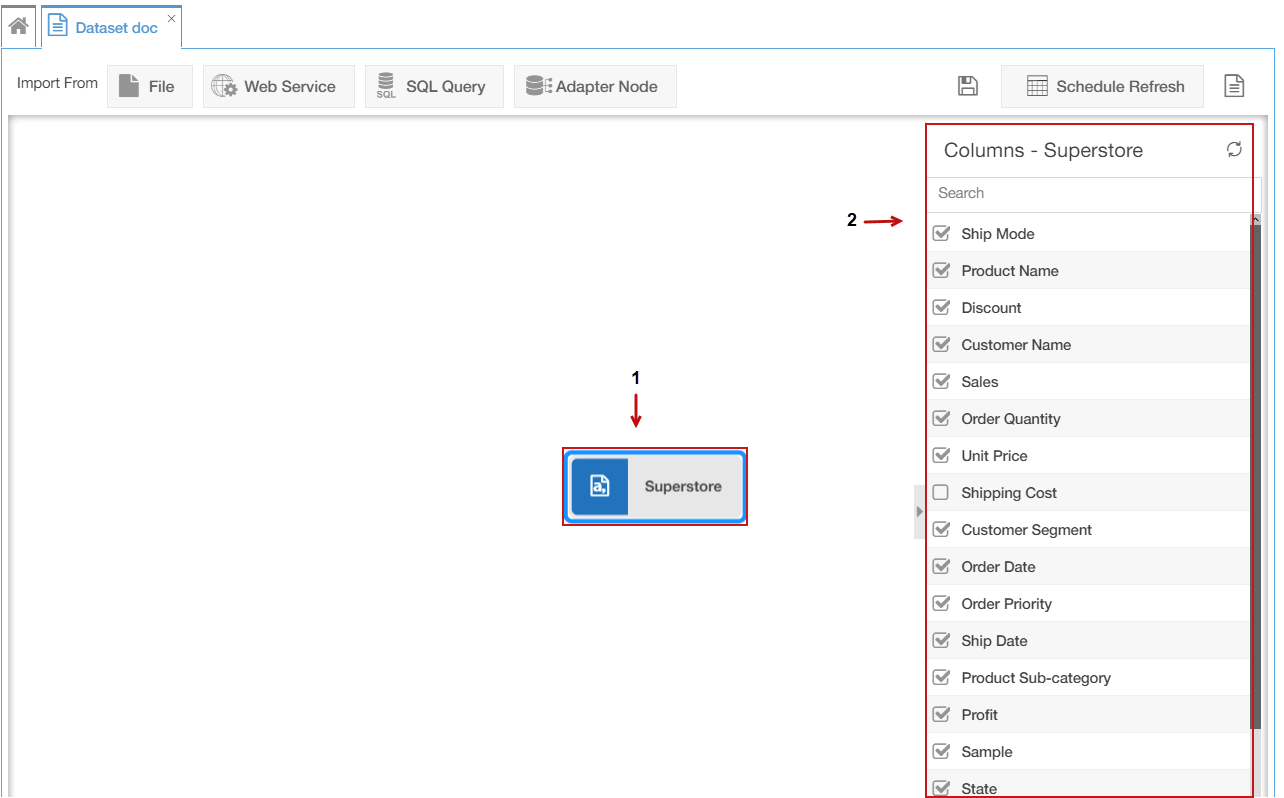 Dataset doc
Import From
File
Web Service
SQL
SQL Query
Adapter Node
Schedule Refresh
Columns - Superstore
Search
2
Ship Mode
Product Name
Discount
Customer Name
1
Sales
Order Quantity
Unit Price
a,
Superstore
Shipping Cost
Customer Segment
Order Date
Order Priority
Ship Date
Product Sub-category
Profit
Sample
State